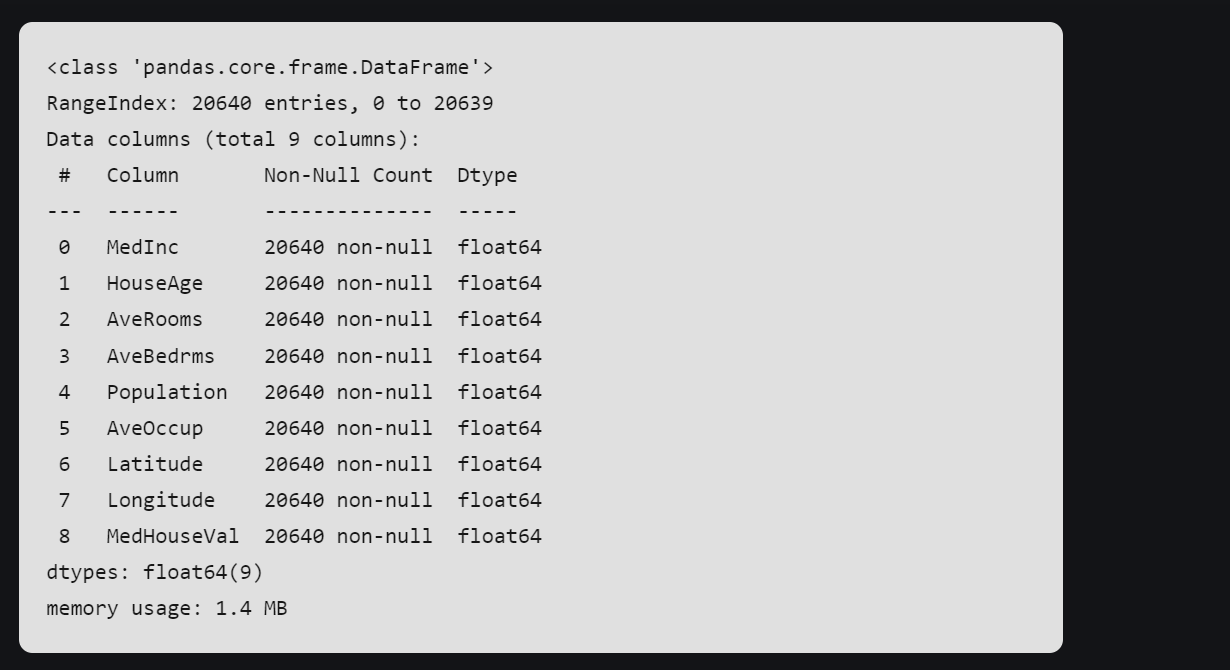 <class 'pandas.core.frame.DataFrame'>
RangeIndex: 20640 entries, 0 to 20639
Data columns (total 9 columns):
 #   Column       Non-Null Count  Dtype
---  ------       --------------  -----
 0   MedInc       20640 non-null  float64
 1   HouseAge     20640 non-null  float64
 2   AveRooms     20640 non-null  float64
 3   AveBedrms    20640 non-null  float64
 4   Population   20640 non-null  float64
 5   AveOccup     20640 non-null  float64
 6   Latitude     20640 non-null  float64
 7   Longitude    20640 non-null  float64
 8   MedHouseVal  20640 non-null  float64
dtypes: float64(9)
memory usage: 1.4 MB